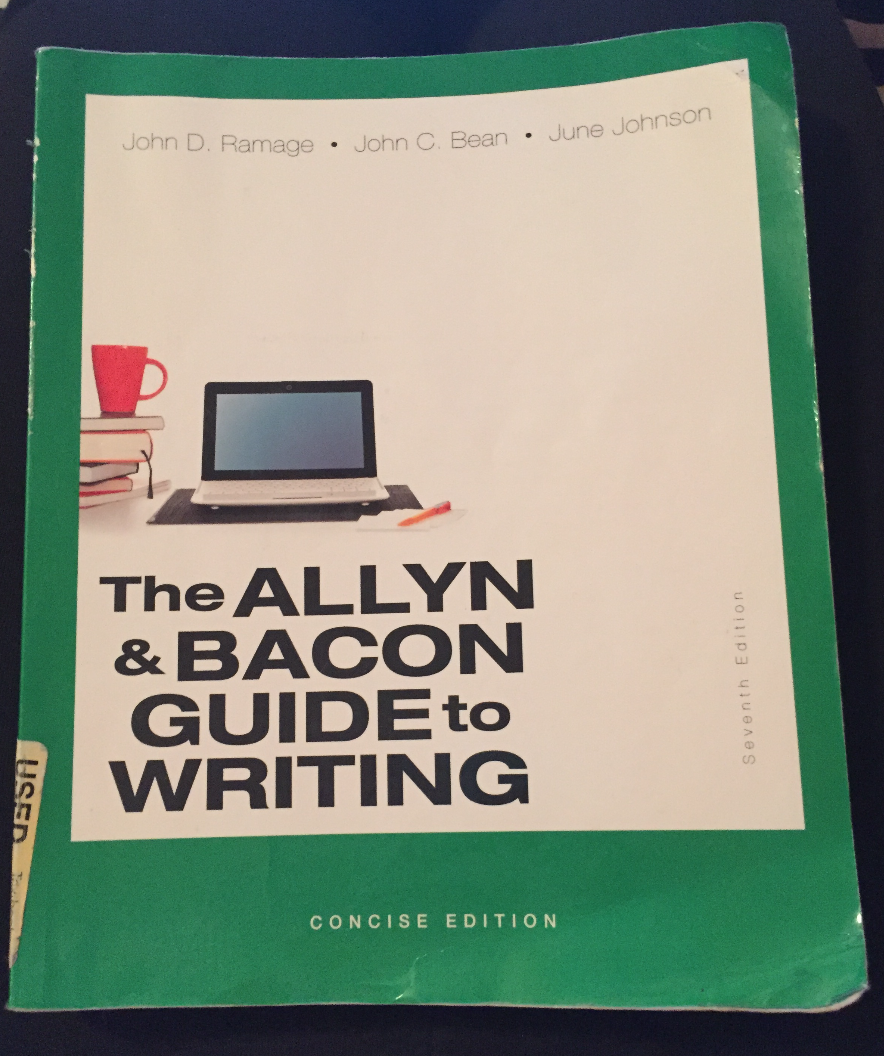 John D. Ramage • John C. Bean • June Johnson
The ALLYN
& BACON
GUIDE to
WRITING
Seventh Edition
USED
CONCISE EDITION